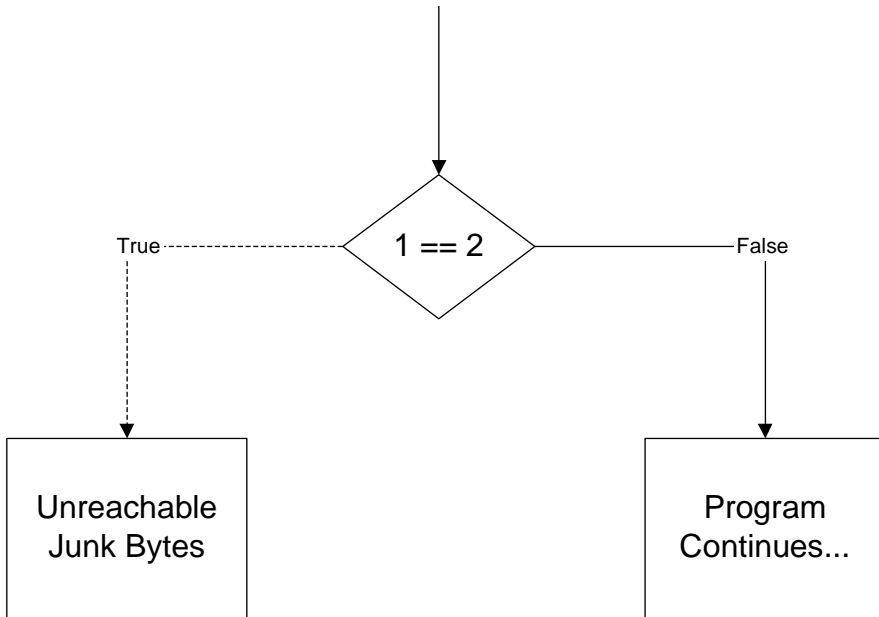 1 == 2
True
False
Unreachable
Junk Bytes
Program
Continues...